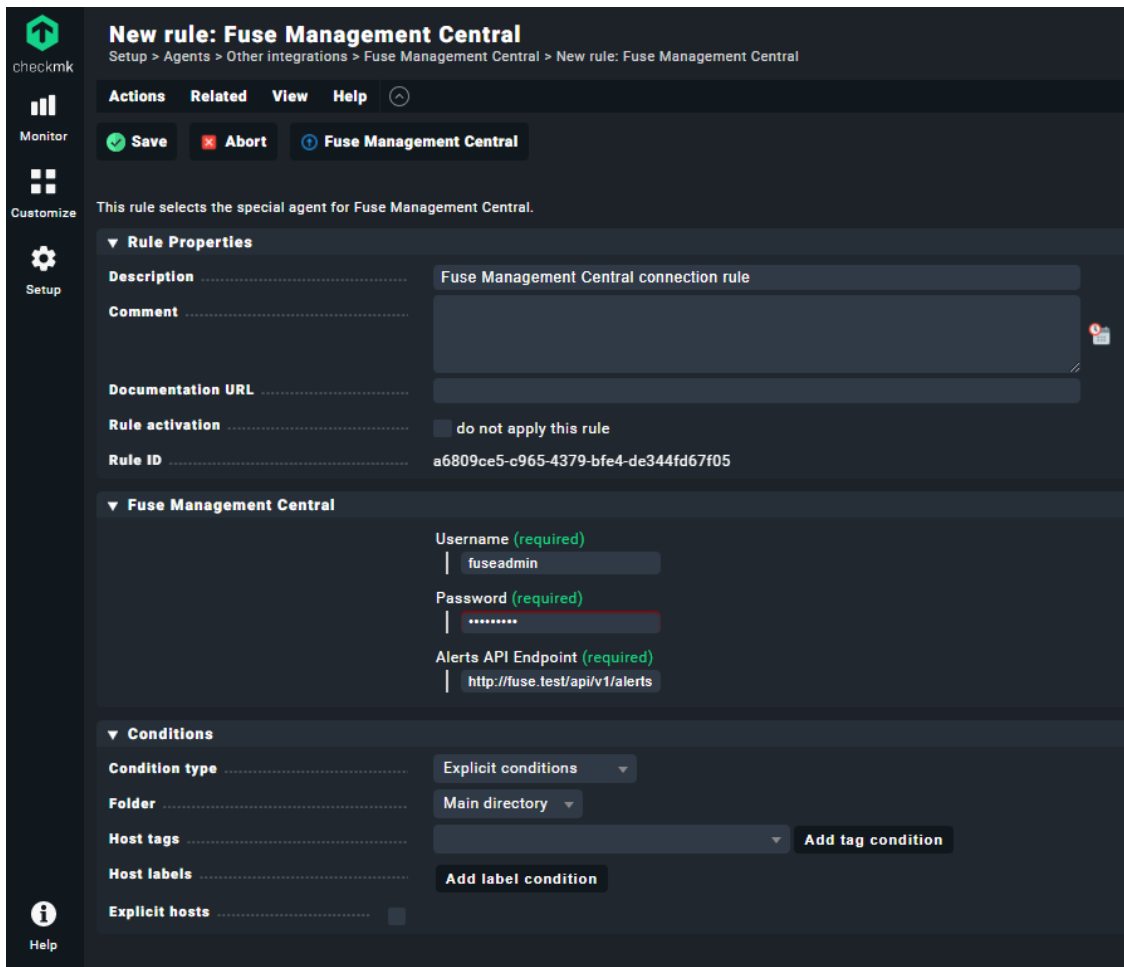 New rule: Fuse Management Central
Setup > Agents > Other integrations > Fuse Management Central > New rule: Fuse Management Central
checkmk
Actions Related View Help
Monitor
Save Abort Fuse Management Central
Customize
This rule selects the special agent for Fuse Management Central.
Rule Properties
Setup
Description Fuse Management Central connection rule
Comment
Documentation URL
Rule activation do not apply this rule
Rule ID a6809ce5-c965-4379-bfe4-de344fd67f05
Fuse Management Central
Username (required)
fuseadmin
Password (required)
•••••••••
Alerts API Endpoint (required)
http://fuse.test/api/v1/alerts
Conditions
Condition type Explicit conditions
Folder Main directory
Host tags Add tag condition
Host labels Add label condition
Explicit hosts
Help